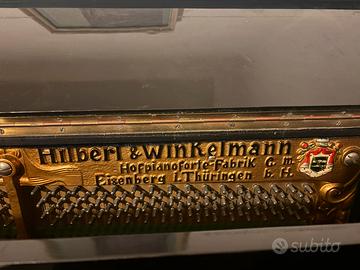 Hilbert & Winkelmann
Hofpianoforte-Fabrik G. m.
Eisenberg i. Thüringen b. H.
subito